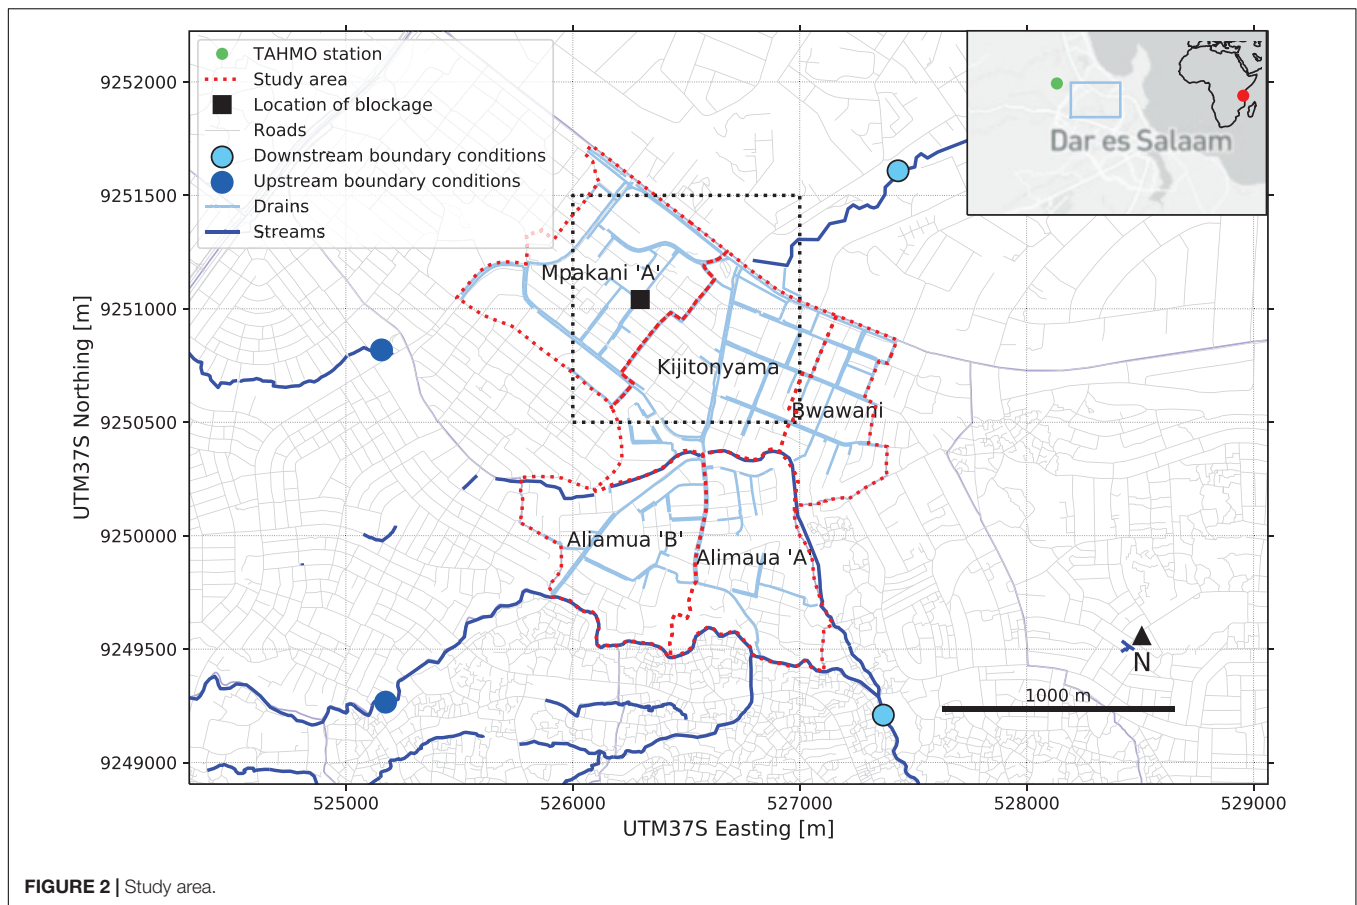 TAHMO station
Study area
Location of blockage
Roads
Downstream boundary conditions
Upstream boundary conditions
Drains
Streams
Dar es Salaam
9252000
9251500
9251000
9250500
9250000
9249500
9249000
UTM37S Northing [m]
Mpakani 'A'
Kijitonyama
Bwawani
Aliamua 'B'
Alimaua 'A'
N
1000 m
525000
526000
527000
528000
529000
UTM37S Easting [m]
FIGURE 2 | Study area.